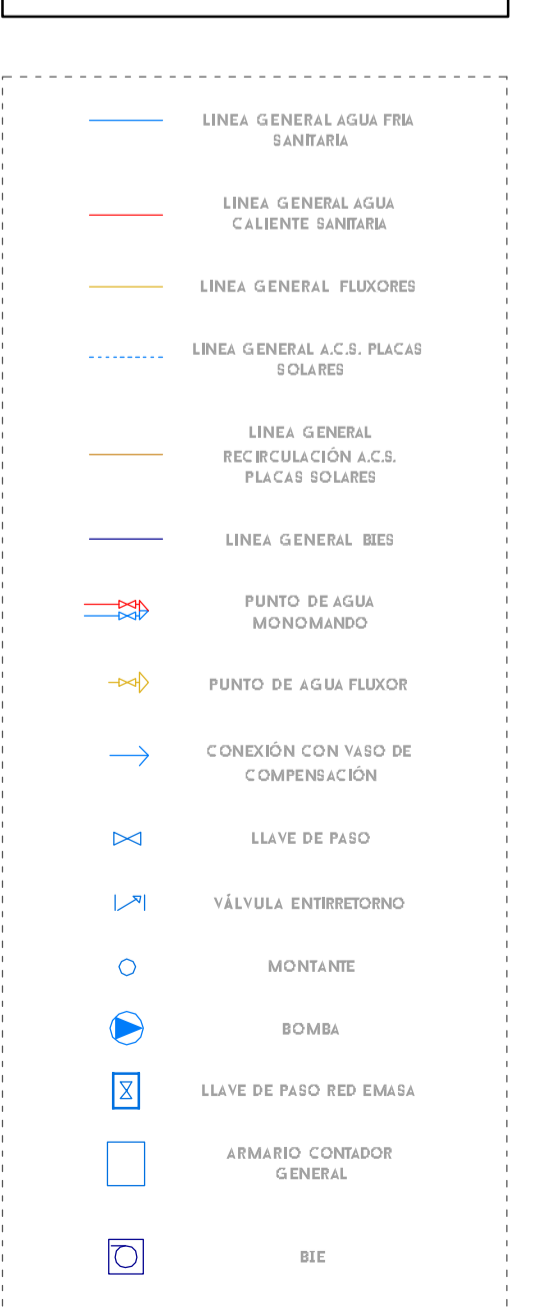 LINEA GENERAL AGUA FRIA
SANITARIA
LINEA GENERAL AGUA
CALIENTE SANITARIA
LINEA GENERAL FLUXORES
LINEA GENERAL A.C.S. PLACAS
SOLARES
LINEA GENERAL
RECIRCULACIÓN A.C.S.
PLACAS SOLARES
LINEA GENERAL BIES
PUNTO DE AGUA
MONOMANDO
PUNTO DE AGUA FLUXOR
CONEXIÓN CON VASO DE
COMPENSACIÓN
LLAVE DE PASO
VÁLVULA ENTIRRETORNO
MONTANTE
BOMBA
LLAVE DE PASO RED EMASA
ARMARIO CONTADOR
GENERAL
BIE